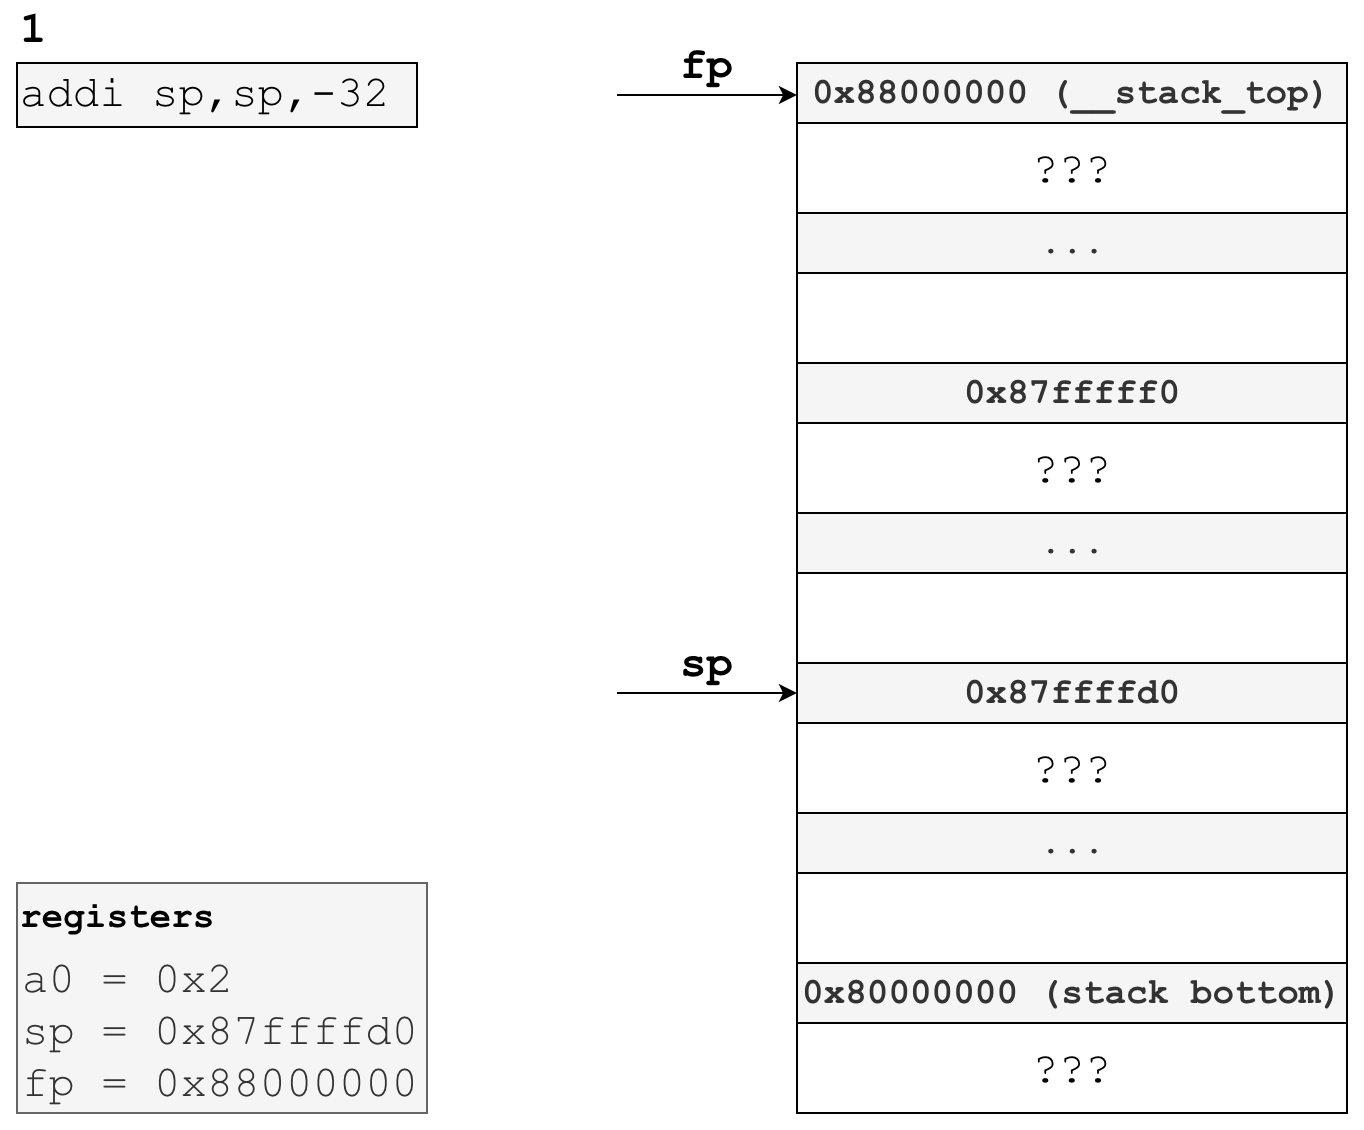 1
addi sp,sp,-32
fp
0x88000000 (__stack_top)
???
...
0x87fffff0
???
...
sp
0x87ffffd0
???
...
registers
a0 = 0x2
sp = 0x87ffffd0
fp = 0x88000000
0x80000000 (stack bottom)
???